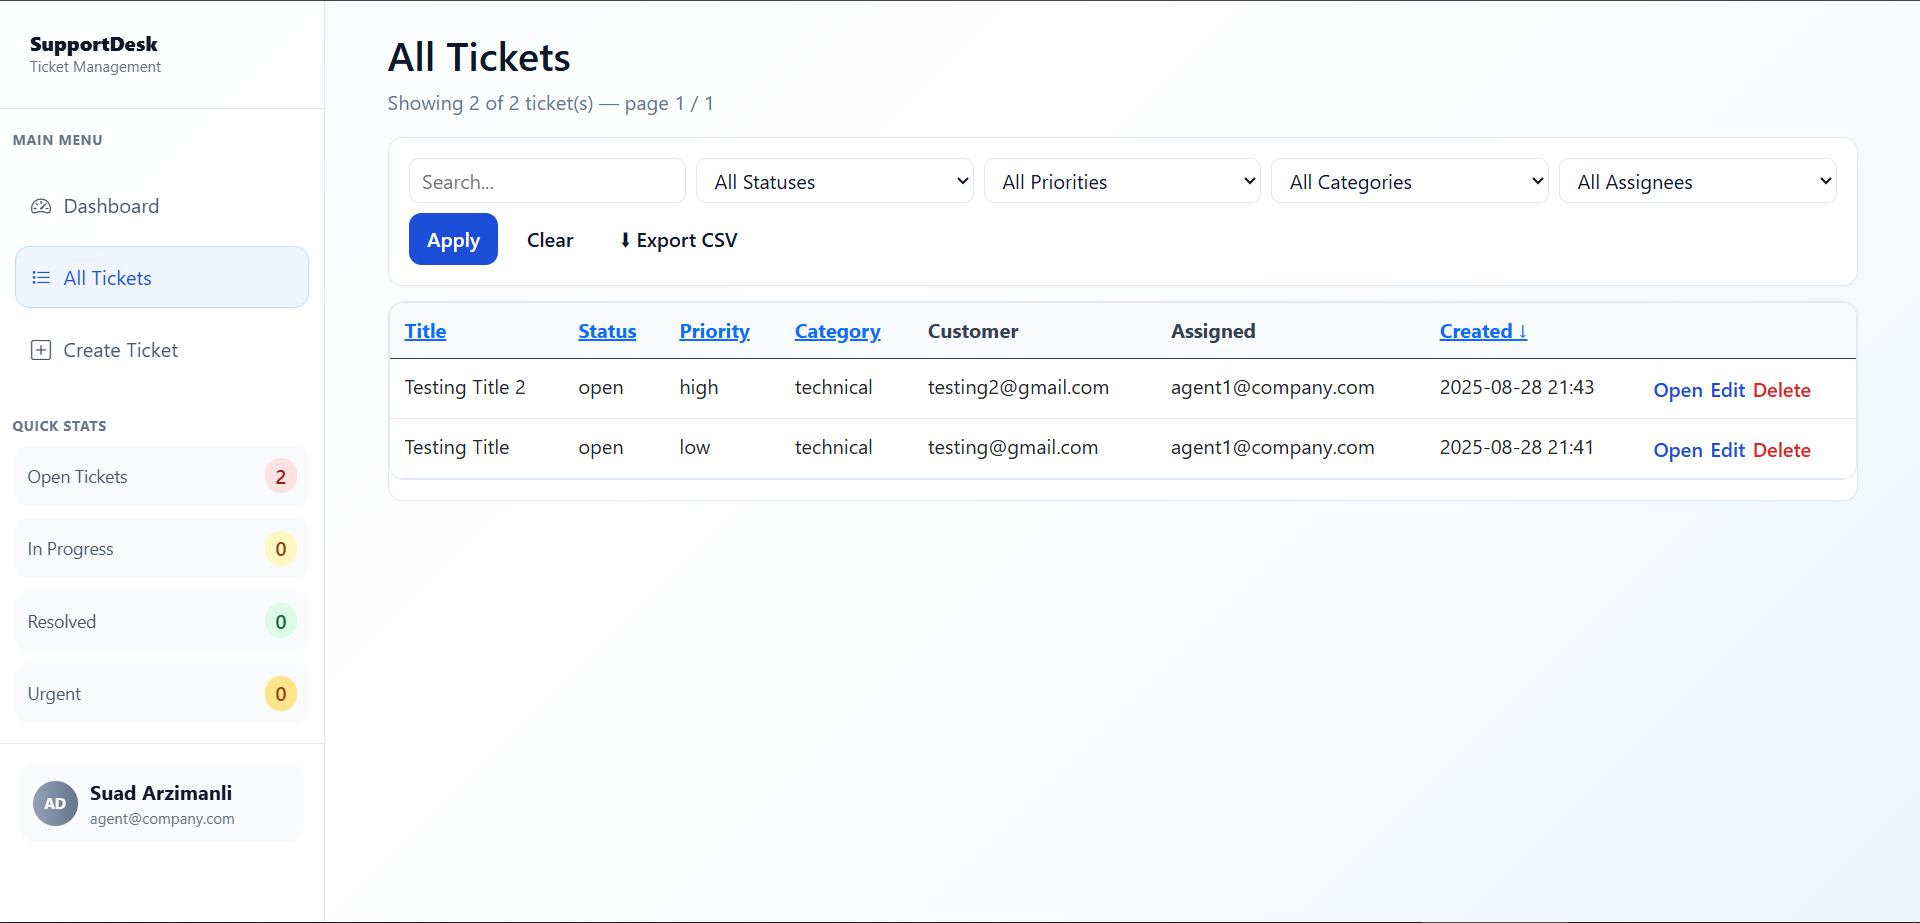 SupportDesk
Ticket Management
MAIN MENU
Dashboard
All Tickets
Create Ticket
QUICK STATS
Open Tickets 2
In Progress 0
Resolved 0
Urgent 0
AD
Suad Arzimanli
agent@company.com
All Tickets
Showing 2 of 2 ticket(s) — page 1 / 1
Search... All Statuses All Priorities All Categories All Assignees
Apply Clear ⬇ Export CSV
Title Status Priority Category Customer Assigned Created ↓
Testing Title 2 open high technical testing2@gmail.com agent1@company.com 2025-08-28 21:43 Open Edit Delete
Testing Title open low technical testing@gmail.com agent1@company.com 2025-08-28 21:41 Open Edit Delete